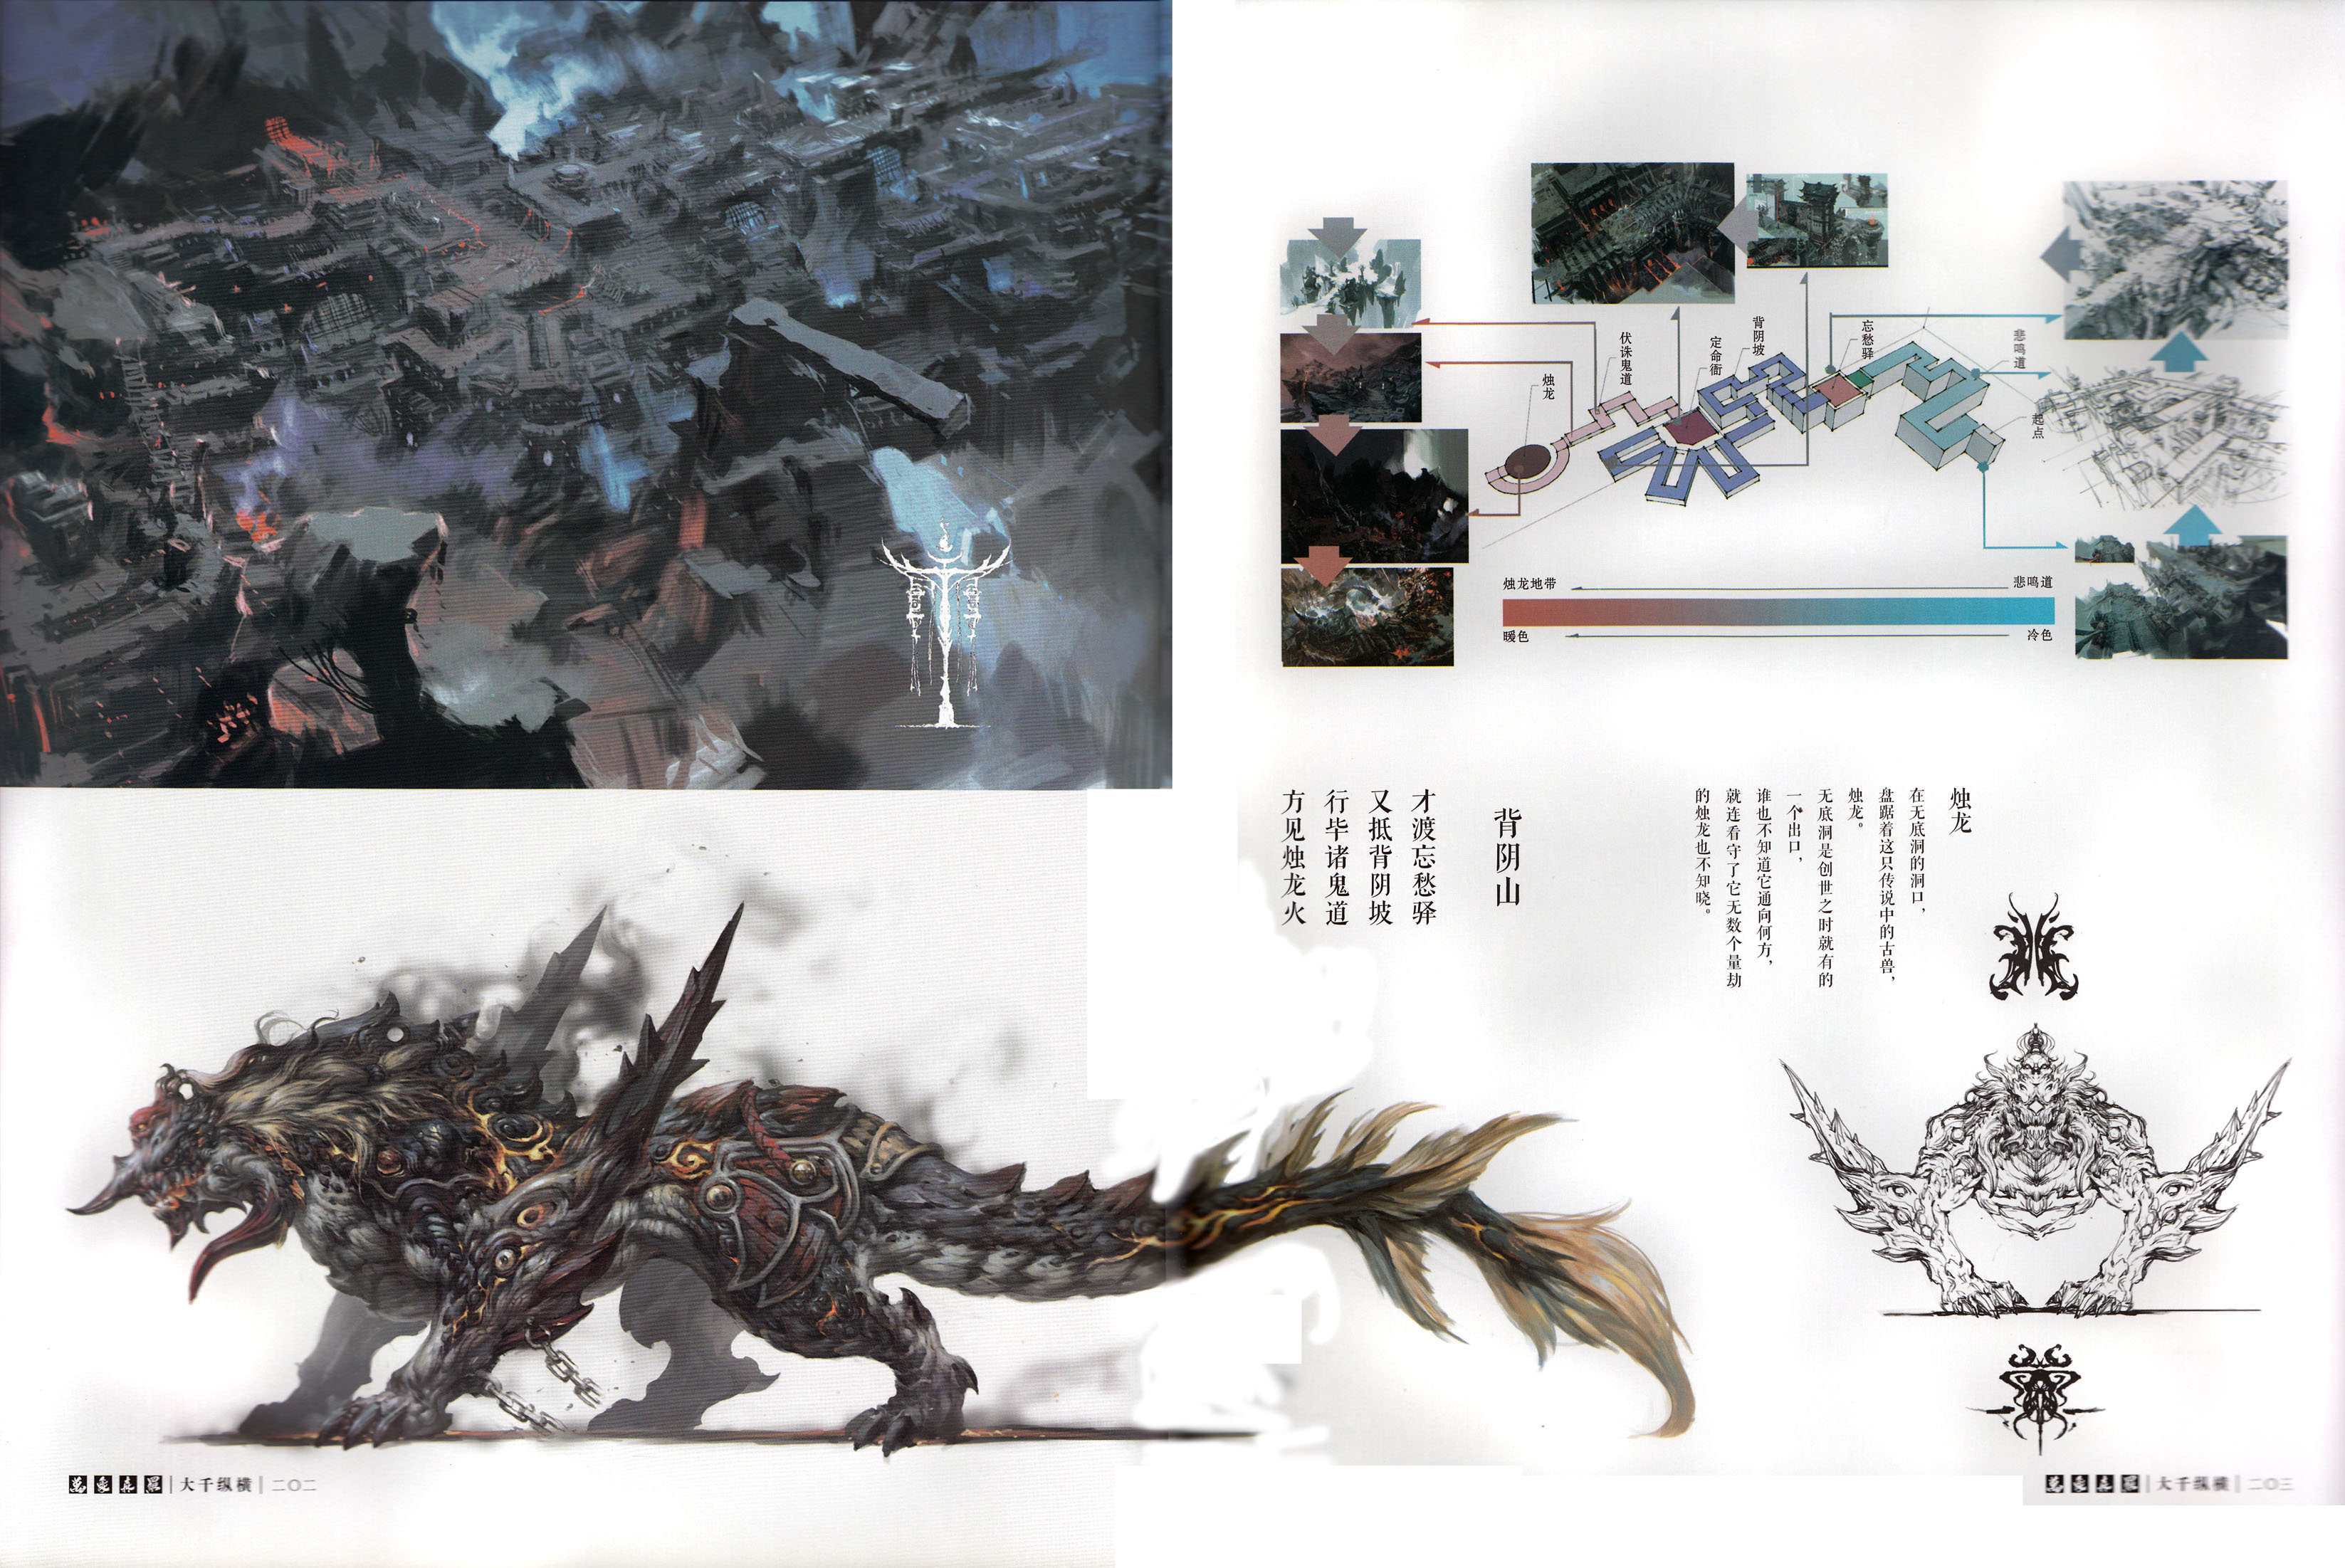 烛龙
伏诛鬼道
定命衙
背阴坡
忘愁驿
悲鸣道
起点
烛龙地带
悲鸣道
暖色
冷色
烛龙
在无底洞的洞口，
盘踞着这只传说中的古兽，
烛龙。
无底洞是创世之时就有的
一个出口，
谁也不知道它通向何方，
就连看守了它无数个量劫
的烛龙也不知晓。
背阴山
才渡忘愁驿
又抵背阴坡
行毕诸鬼道
方见烛龙火
大千纵横
二〇二
大千纵横
二〇三